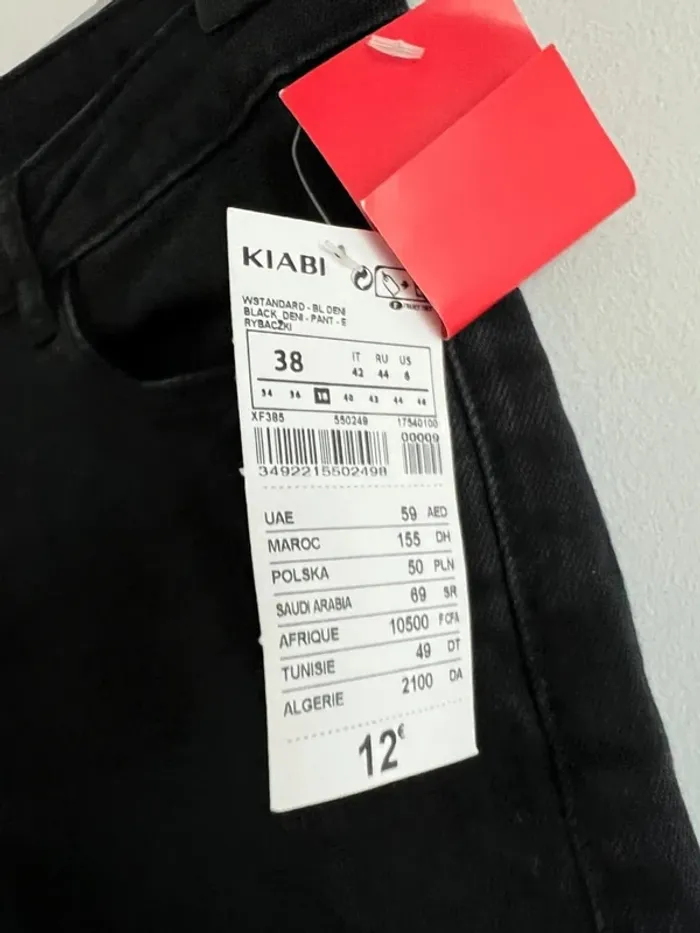 KIABI
WSTANDARD - BL DENI
BLACK_DENI - PANT - E
RYBACZKI
38
IT RU US
42 44 6
34 36 38 40 42 44 46
XF385 550249 17540100
00009
3492215502498
UAE 59 AED
MAROC 155 DH
POLSKA 50 PLN
SAUDI ARABIA 69 SR
AFRIQUE 10500 FCFA
TUNISIE 49 DT
ALGERIE 2100 DA
12€